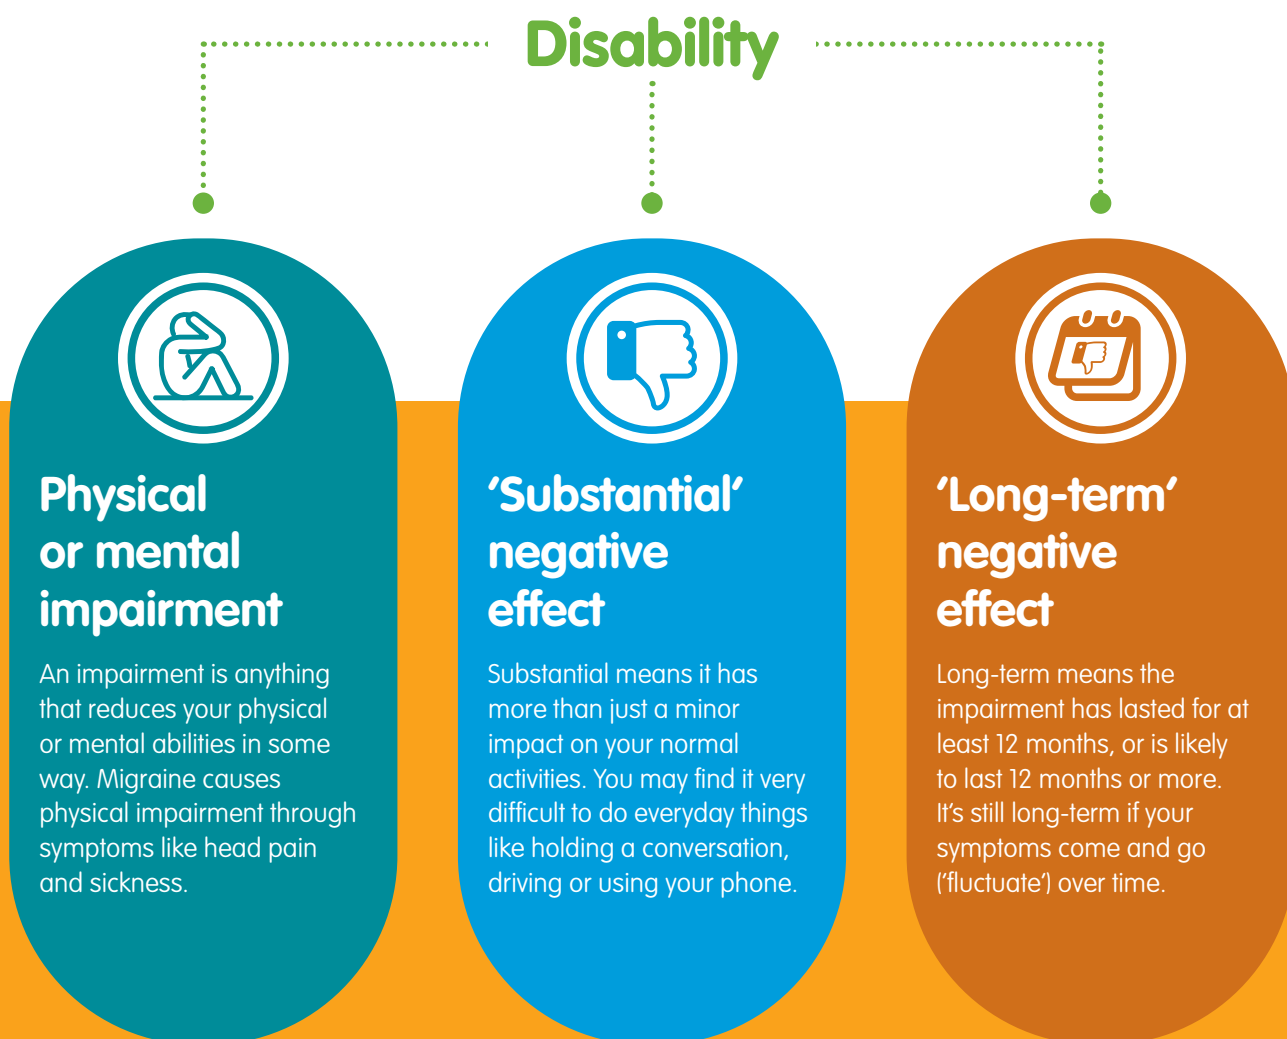 Disability
Physical
or mental
impairment
An impairment is anything
that reduces your physical
or mental abilities in some
way. Migraine causes
physical impairment through
symptoms like head pain
and sickness.
‘Substantial’
negative
effect
Substantial means it has
more than just a minor
impact on your normal
activities. You may find it very
difficult to do everyday things
like holding a conversation,
driving or using your phone.
‘Long-term’
negative
effect
Long-term means the
impairment has lasted for at
least 12 months, or is likely
to last 12 months or more.
It’s still long-term if your
symptoms come and go
(‘fluctuate’) over time.